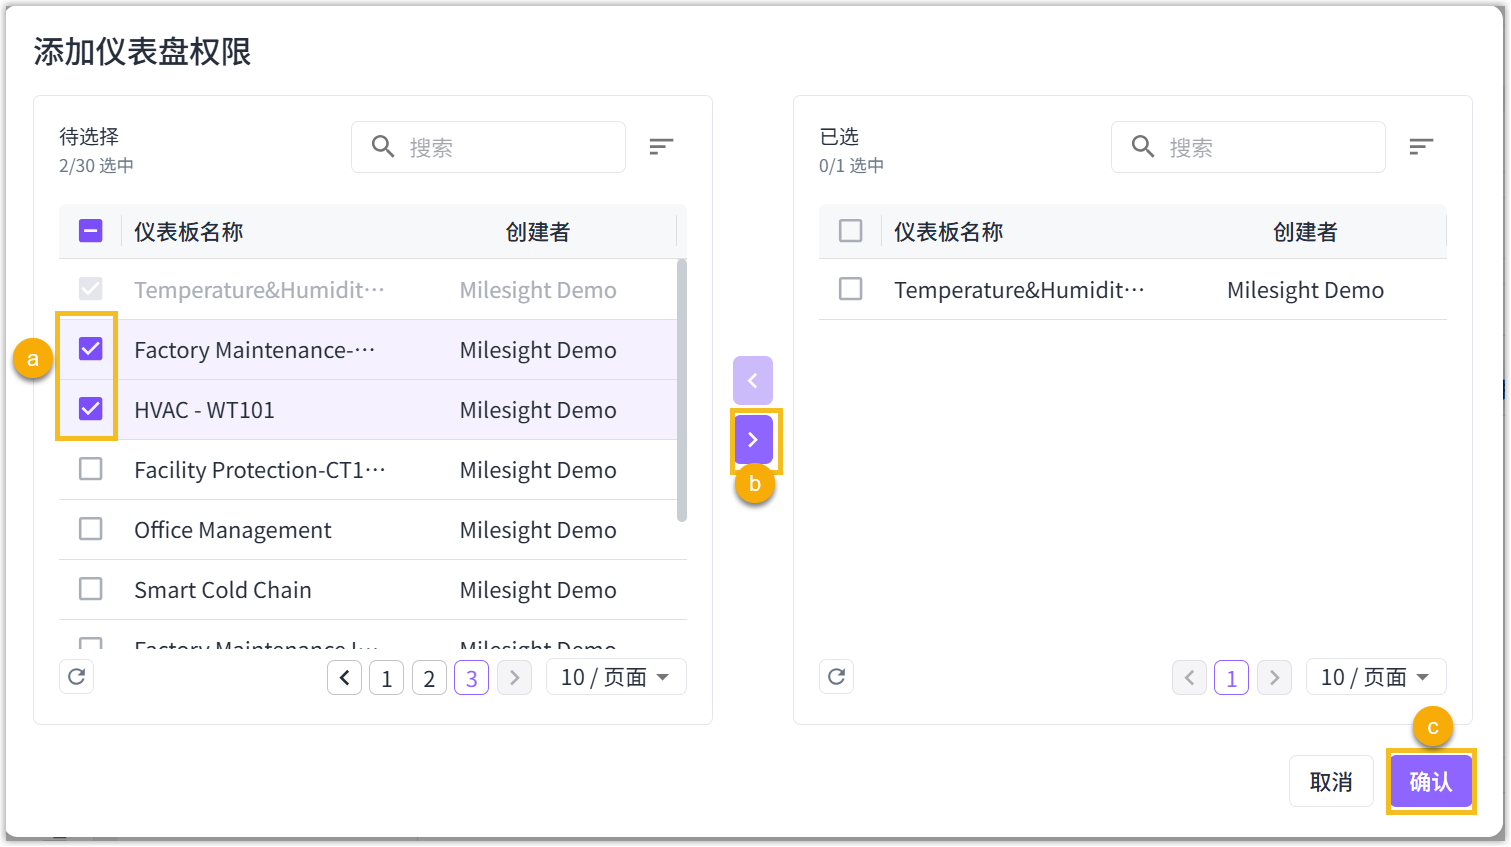 添加仪表盘权限
待选择
2/30 选中
搜索
仪表板名称 创建者
Temperature&Humidit··· Milesight Demo
Factory Maintenance-··· Milesight Demo
HVAC - WT101 Milesight Demo
Facility Protection-CT1··· Milesight Demo
Office Management Milesight Demo
Smart Cold Chain Milesight Demo
Milesight Demo
1 2 3 10 / 页面
a
b
已选
0/1 选中
搜索
仪表板名称 创建者
Temperature&Humidit··· Milesight Demo
1 10 / 页面
c
取消 确认